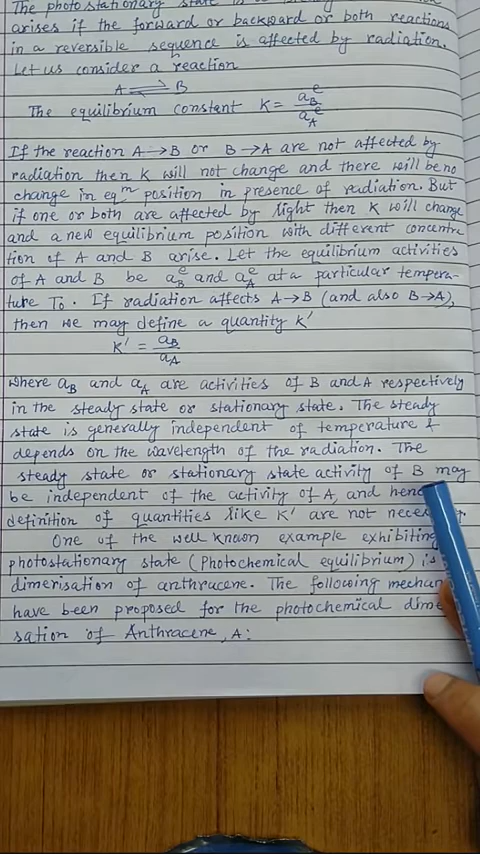 The photostationary state is
arises if the forward or backward or both reactions
in a reversible sequence is affected by radiation.
Let us consider a reaction
A ⇌ B
The equilibrium constant K = a_B^e / a_A^e
If the reaction A→B or B→A are not affected by
radiation then K will not change and there will be no
change in eq^m position in presence of radiation. But
if one or both are affected by light then K will change
and a new equilibrium position with different concentra
tion of A and B arise. Let the equilibrium activities
of A and B be a_B^e and a_A^e at a particular tempera-
ture T₀. If radiation affects A→B (and also B→A),
then we may define a quantity K'
K' = a_B / a_A
where a_B and a_A are activities of B and A respectively
in the steady state or stationary state. The steady
state is generally independent of temperature &
depends on the wavelength of the radiation. The
steady state or stationary state activity of B may
be independent of the activity of A, and hen
definition of quantities like K' are not neces
One of the well known example exhibiting
photostationary state (Photochemical equilibrium) is
dimerisation of anthracene. The following mechan
have been proposed for the photochemical dime
sation of Anthracene, A: